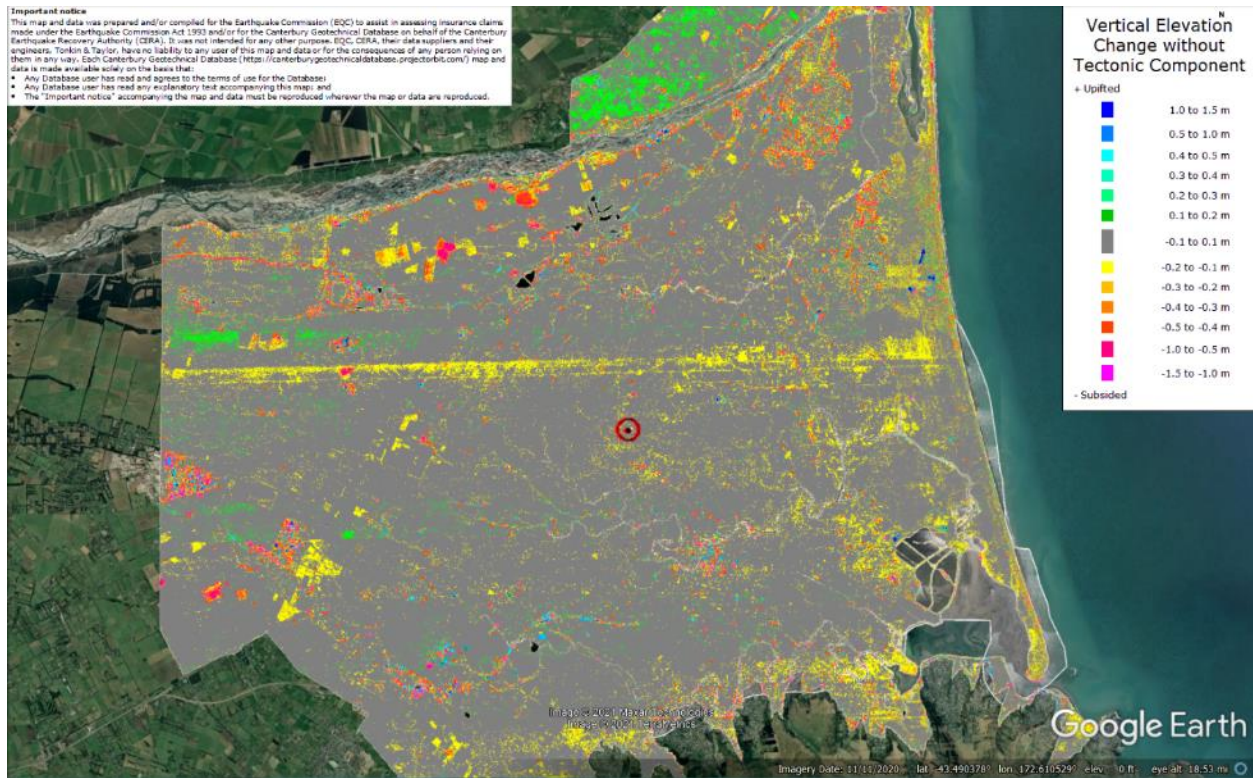 Important notice
This map and data was prepared and/or compiled for the Earthquake Commission (EQC) to assist in assessing insurance claims
made under the Earthquake Commission Act 1993 and/or for the Canterbury Geotechnical Database on behalf of the Canterbury
Earthquake Recovery Authority (CERA). It was not intended for any other purpose. EQC, CERA, their data suppliers and their
engineers, Tonkin & Taylor, have no liability to any user of this map and data or for the consequences of any person relying on
them in any way. Each Canterbury Geotechnical Database (https://canterburygeotechnicaldatabase.projectorbit.com/) map and
data is made available solely on the basis that:
• Any Database user has read and agrees to the terms of use for the Database;
• Any Database user has read any explanatory text accompanying this map; and
• The "Important notice" accompanying the map and data must be reproduced wherever the map or data are reproduced.
N
Vertical Elevation
Change without
Tectonic Component
+ Uplifted
1.0 to 1.5 m
0.5 to 1.0 m
0.4 to 0.5 m
0.3 to 0.4 m
0.2 to 0.3 m
0.1 to 0.2 m
-0.1 to 0.1 m
-0.2 to -0.1 m
-0.3 to -0.2 m
-0.4 to -0.3 m
-0.5 to -0.4 m
-1.0 to -0.5 m
-1.5 to -1.0 m
- Subsided
Image © 2021 Maxar Technologies
Image © 2021
Google Earth
Imagery Date: 11/11/2020 lat -43.490378° lon 172.610529° elev 0 ft eye alt 18.53 mi